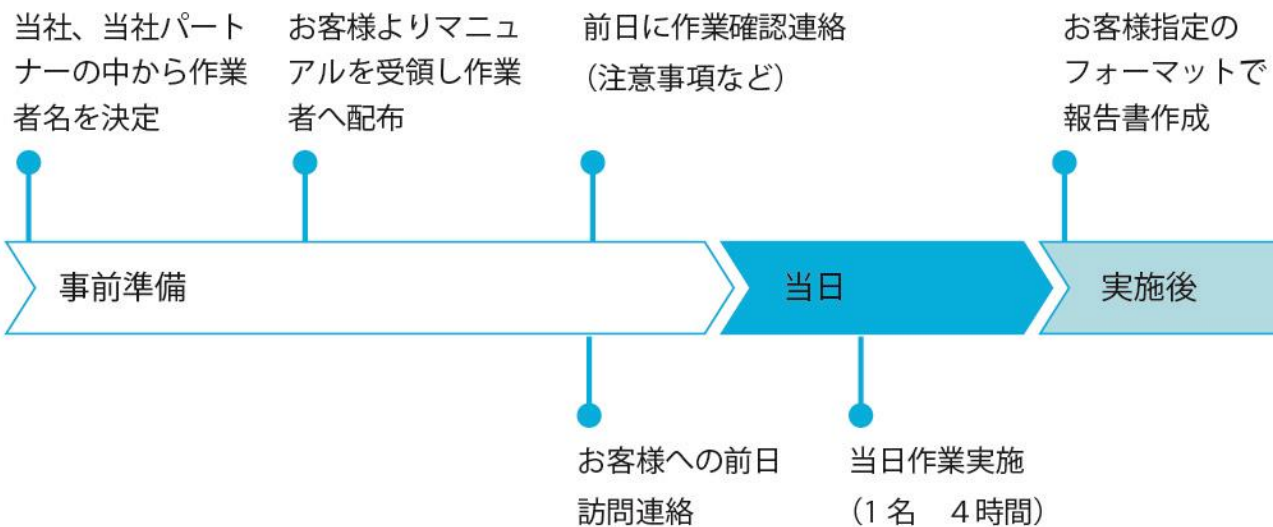 当社、当社パート
ナーの中から作業
者名を決定
お客様よりマニュ
アルを受領し作業
者へ配布
前日に作業確認連絡
（注意事項など）
お客様指定の
フォーマットで
報告書作成
事前準備
当日
実施後
お客様への前日
訪問連絡
当日作業実施
（1名　4時間）